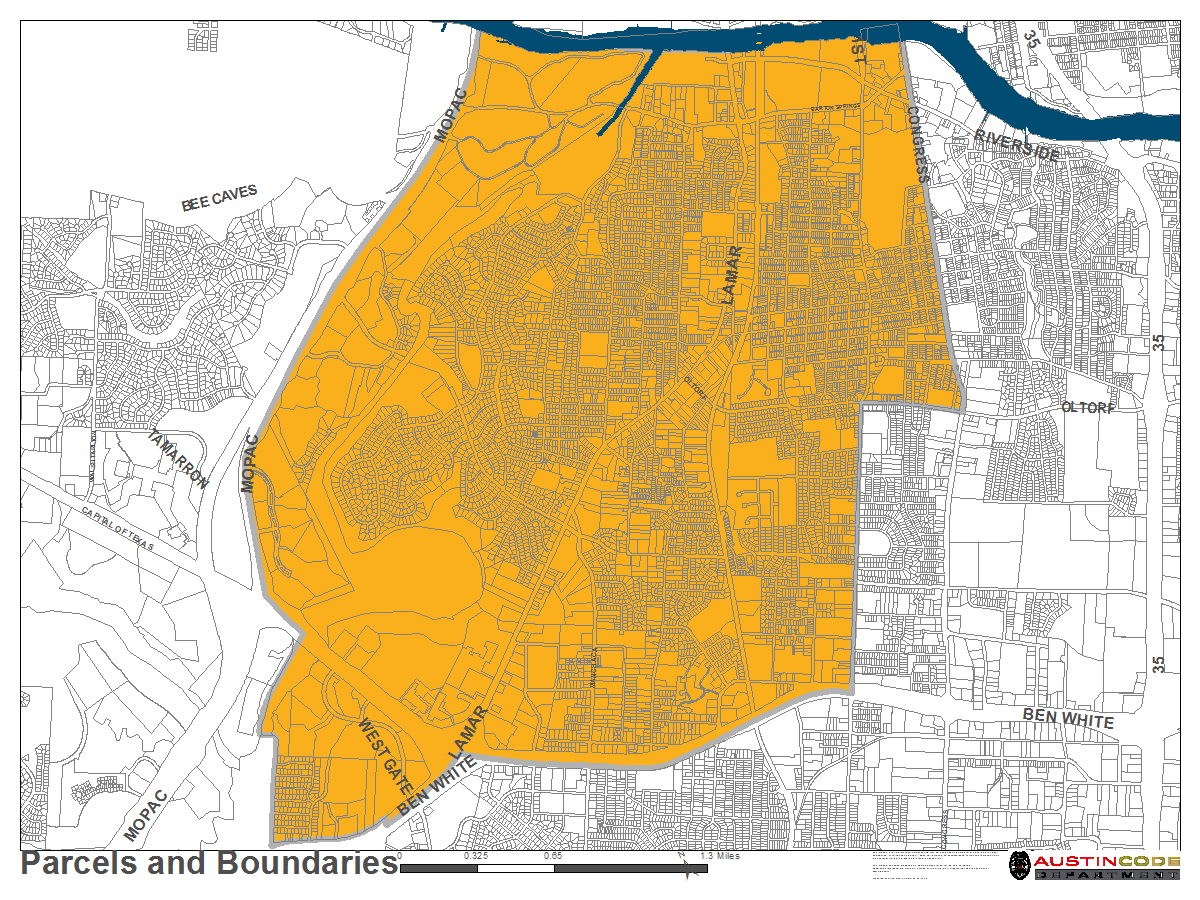 35
'ST
MOPAC
BARTON SPRINGS
CONGRESS
RIVERSIDE
BEE CAVES
LAMAR
35
OLTORF
OLTORF
TAMARRON
MOPAC
CAPITAL OF TEXAS
35
WEST GATE
LAMAR
BEN WHITE
BEN WHITE
MOPAC
Parcels and Boundaries
0 0.325 0.65 1.3 Miles
N
AUSTIN CODE
DEPARTMENT